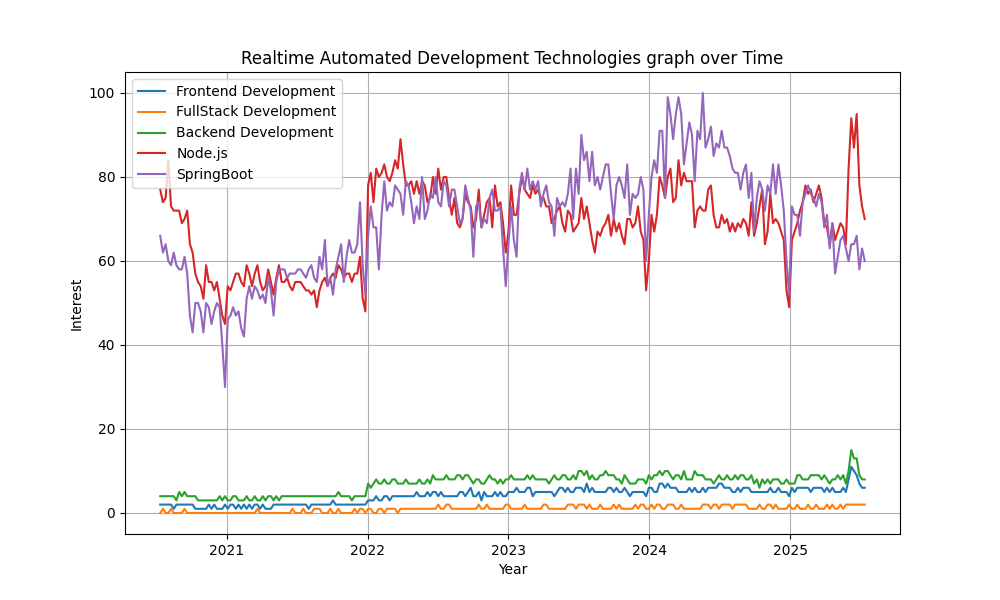 Realtime Automated Development Technologies graph over Time
Frontend Development
FullStack Development
Backend Development
Node.js
SpringBoot
100
80
60
40
20
0
Interest
2021
2022
2023
2024
2025
Year